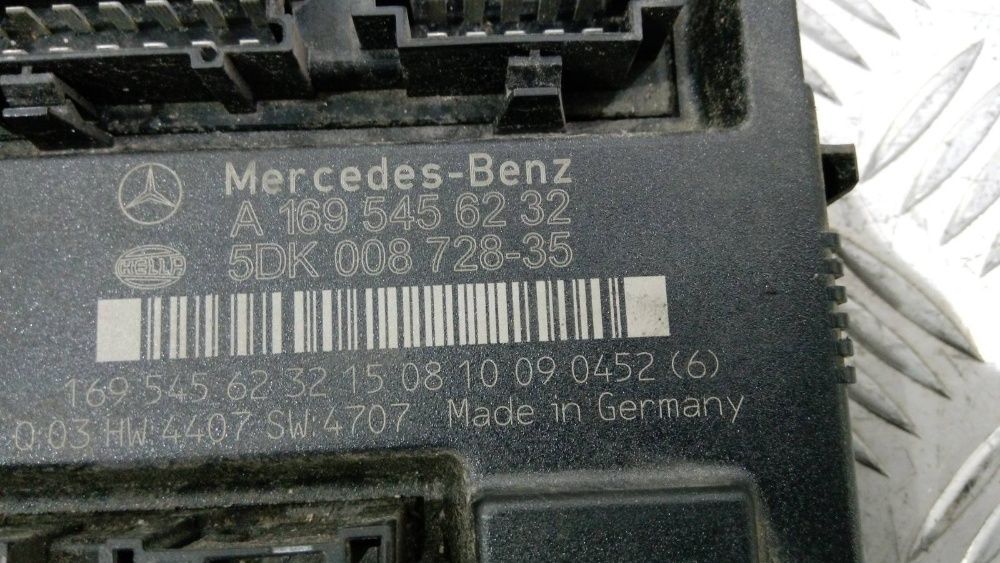 Mercedes-Benz
A 169 545 62 32
HELLA
5DK 008 728-35
169 545 62 32 15 08 10 09 0452 (6)
Q:03 HW:4407 SW:4707 Made in Germany